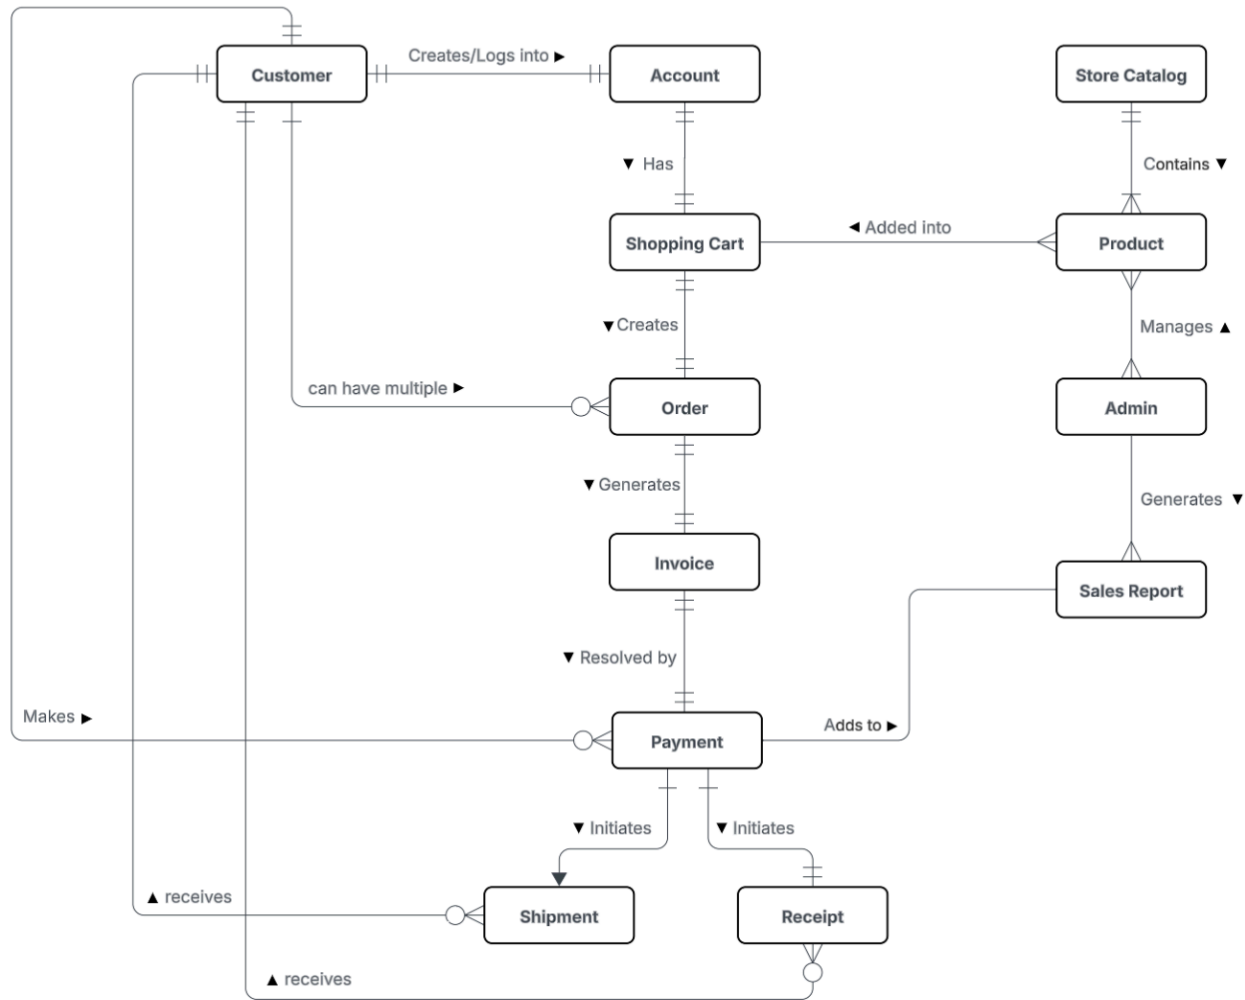 Customer
Creates/Logs into ►
Account
Store Catalog
▼ Has
Contains ▼
Shopping Cart
◄ Added into
Product
▼ Creates
Manages ▲
can have multiple ►
Order
Admin
▼ Generates
Generates ▼
Invoice
Sales Report
▼ Resolved by
Makes ►
Payment
Adds to ►
▼ Initiates
▼ Initiates
▲ receives
Shipment
Receipt
▲ receives